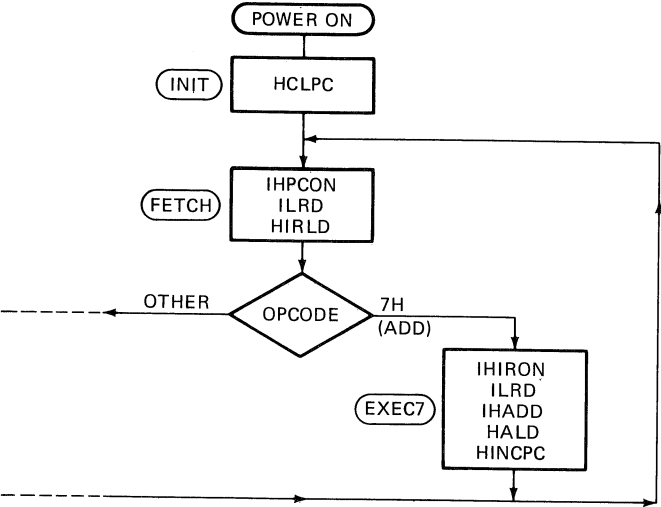 POWER ON
INIT
HCLPC
FETCH
IHPCON
ILRD
HIRLD
OTHER
OPCODE
7H
(ADD)
EXEC7
IHIRON
ILRD
IHADD
HALD
HINCPC